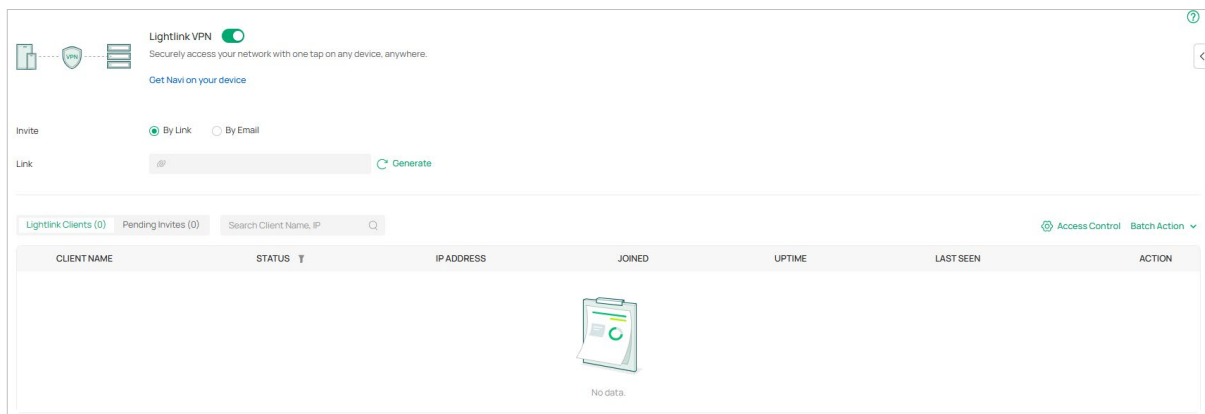 Lightlink VPN
VPN
Securely access your network with one tap on any device, anywhere.
Get Navi on your device
Invite
By Link
By Email
Link
Generate
Lightlink Clients (0)
Pending Invites (0)
Search Client Name, IP
Access Control
Batch Action
CLIENT NAME
STATUS
IP ADDRESS
JOINED
UPTIME
LAST SEEN
ACTION
No data.